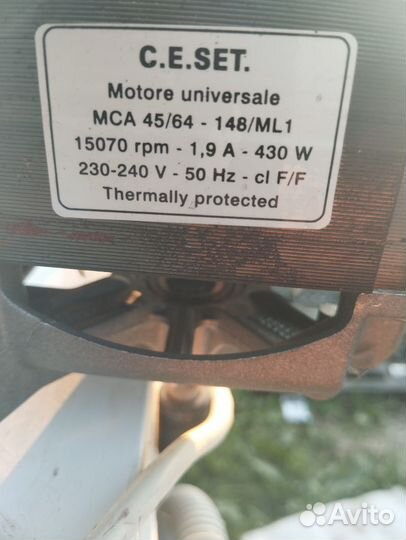 C.E.SET.
Motore universale
MCA 45/64 - 148/ML1
15070 rpm - 1,9 A - 430 W
230-240 V - 50 Hz - cl F/F
Thermally protected
Avito